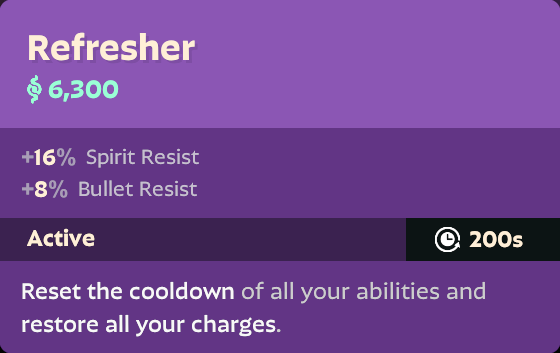 Refresher
6,300
+16% Spirit Resist
+8% Bullet Resist
Active 200s
Reset the cooldown of all your abilities and
restore all your charges.